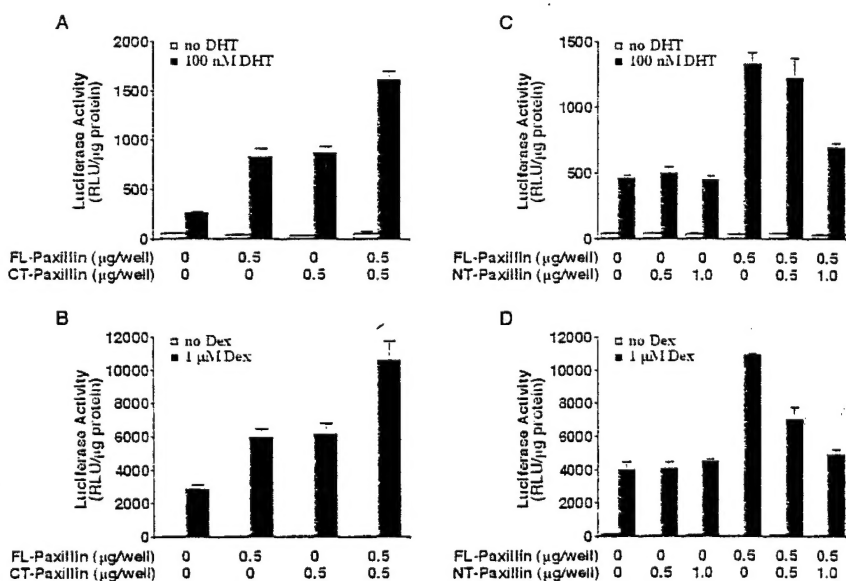 A
no DHT
100 nM DHT
Luciferase Activity
(RLU/µg protein)
2000
1500
1000
500
0
FL-Paxillin (µg/well) 0 0.5 0 0.5
CT-Paxillin (µg/well) 0 0 0.5 0.5
C
no DHT
100 nM DHT
Luciferase Activity
(RLU/µg protein)
1500
1000
500
0
FL-Paxillin (µg/well) 0 0 0 0.5 0.5 0.5
NT-Paxillin (µg/well) 0 0.5 1.0 0 0.5 1.0
B
no Dex
1 µM Dex
Luciferase Activity
(RLU/µg protein)
12000
10000
8000
6000
4000
2000
0
FL-Paxillin (µg/well) 0 0.5 0 0.5
CT-Paxillin (µg/well) 0 0 0.5 0.5
D
no Dex
1 µM Dex
Luciferase Activity
(RLU/µg protein)
12000
10000
8000
6000
4000
2000
0
FL-Paxillin (µg/well) 0 0 0 0.5 0.5 0.5
NT-Paxillin (µg/well) 0 0.5 1.0 0 0.5 1.0